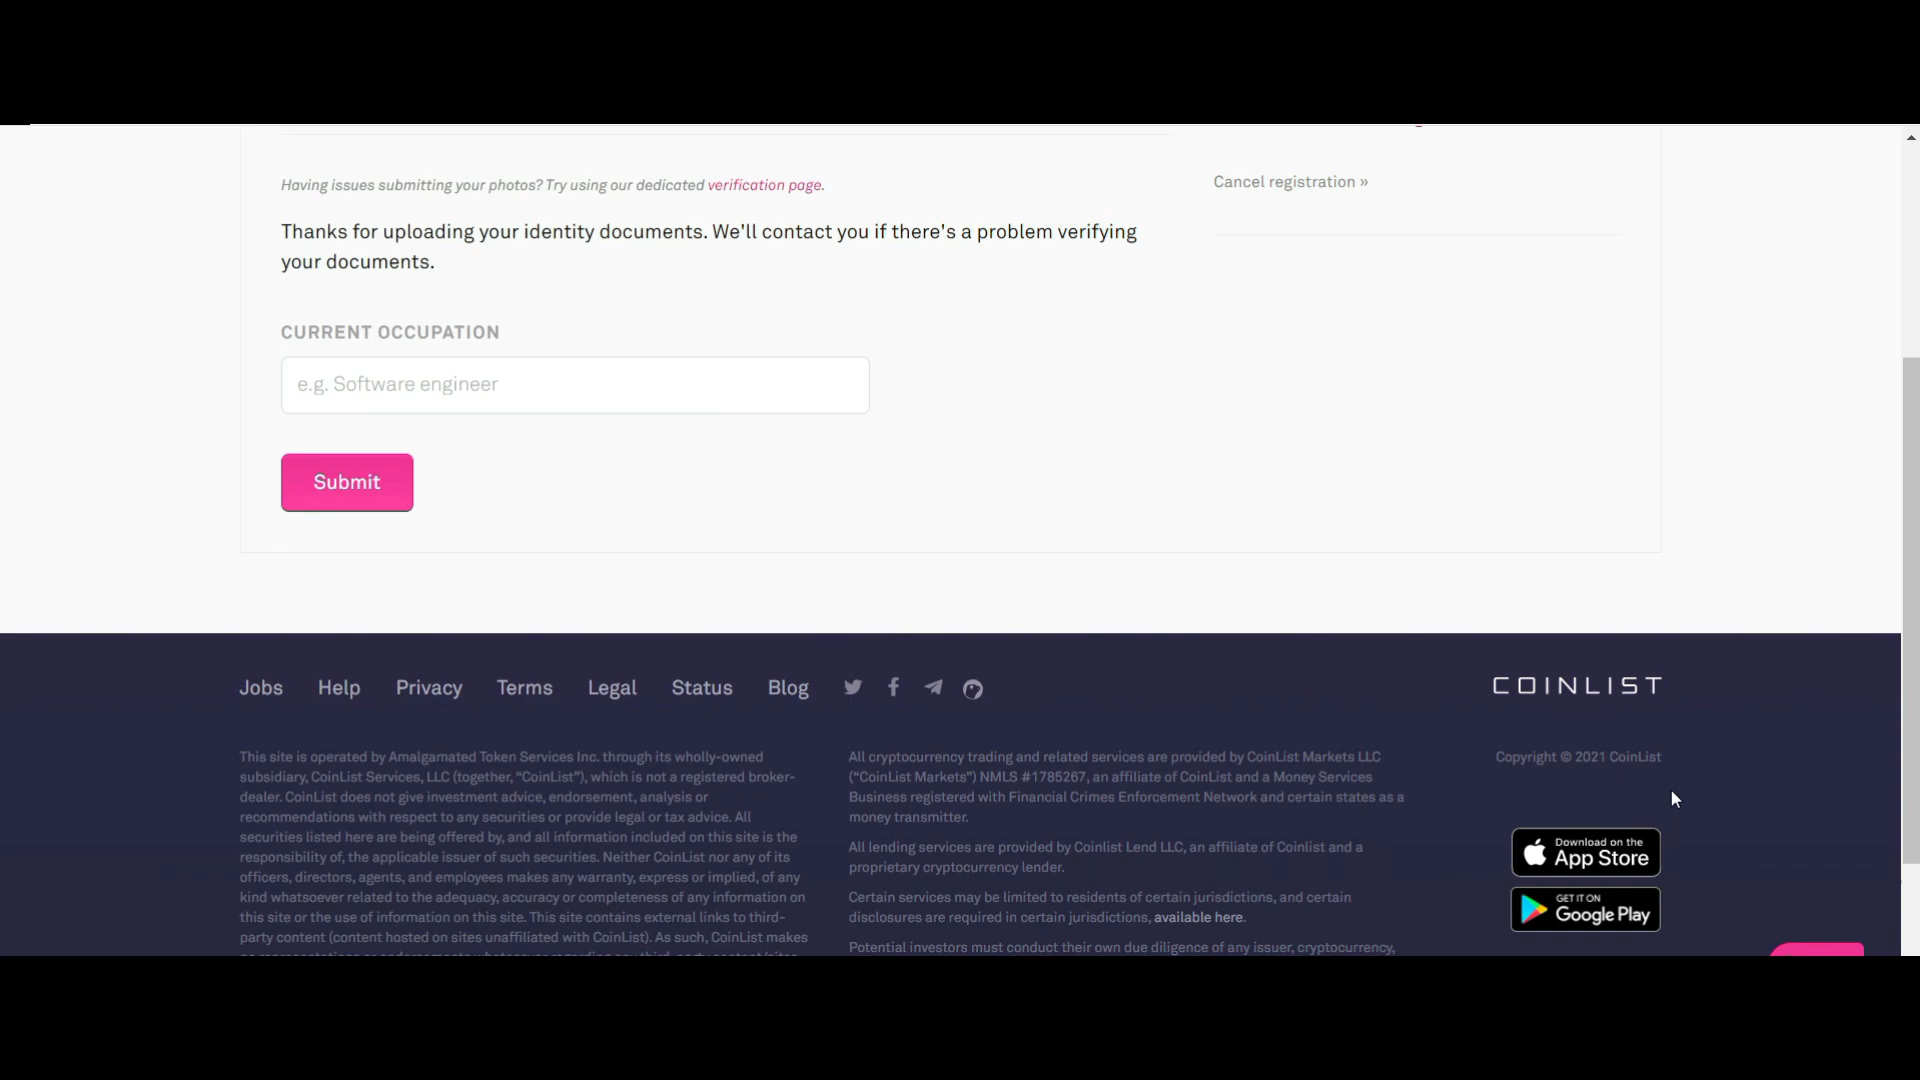 Having issues submitting your photos? Try using our dedicated verification page.
Cancel registration »
Thanks for uploading your identity documents. We'll contact you if there's a problem verifying
your documents.
CURRENT OCCUPATION
e.g. Software engineer
Submit
Jobs Help Privacy Terms Legal Status Blog
COINLIST
This site is operated by Amalgamated Token Services Inc. through its wholly-owned
subsidiary, CoinList Services, LLC (together, “CoinList”), which is not a registered broker-
dealer. CoinList does not give investment advice, endorsement, analysis or
recommendations with respect to any securities or provide legal or tax advice. All
securities listed here are being offered by, and all information included on this site is the
responsibility of, the applicable issuer of such securities. Neither CoinList nor any of its
officers, directors, agents, and employees makes any warranty, express or implied, of any
kind whatsoever related to the adequacy, accuracy or completeness of any information on
this site or the use of information on this site. This site contains external links to third-
party content (content hosted on sites unaffiliated with CoinList). As such, CoinList makes
All cryptocurrency trading and related services are provided by CoinList Markets LLC
(“CoinList Markets”) NMLS #1785267, an affiliate of CoinList and a Money Services
Business registered with Financial Crimes Enforcement Network and certain states as a
money transmitter.
All lending services are provided by Coinlist Lend LLC, an affiliate of Coinlist and a
proprietary cryptocurrency lender.
Certain services may be limited to residents of certain jurisdictions, and certain
disclosures are required in certain jurisdictions, available here.
Potential investors must conduct their own due diligence of any issuer, cryptocurrency,
Copyright © 2021 CoinList
Download on the
App Store
GET IT ON
Google Play